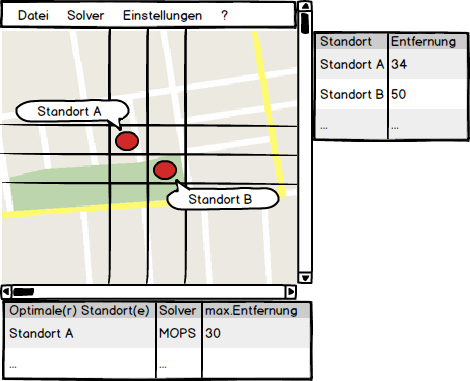 Datei Solver Einstellungen ?
Standort Entfernung
Standort A 34
Standort B 50
... ...
Standort A
Standort B
Optimale(r) Standort(e) Solver max.Entfernung
Standort A MOPS 30
... ...